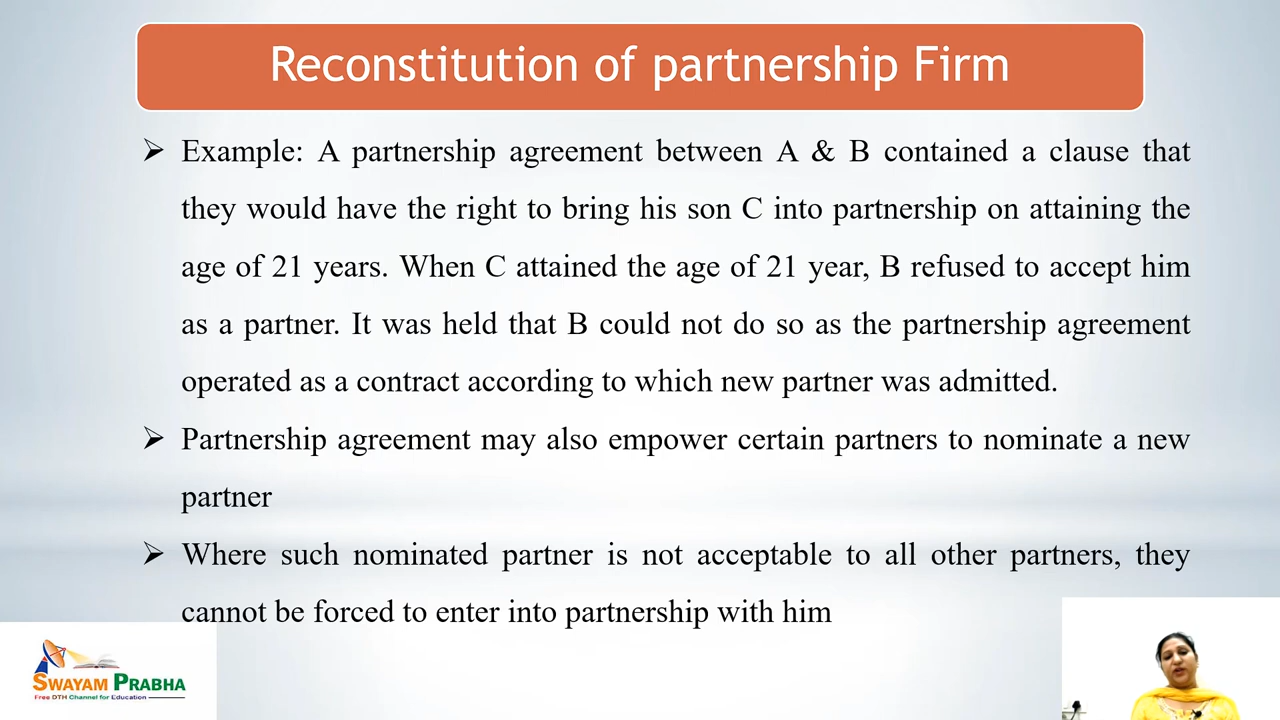 Reconstitution of partnership Firm
➢ Example: A partnership agreement between A & B contained a clause that
they would have the right to bring his son C into partnership on attaining the
age of 21 years. When C attained the age of 21 year, B refused to accept him
as a partner. It was held that B could not do so as the partnership agreement
operated as a contract according to which new partner was admitted.
➢ Partnership agreement may also empower certain partners to nominate a new
partner
➢ Where such nominated partner is not acceptable to all other partners, they
cannot be forced to enter into partnership with him
SWAYAM PRABHA
Free DTH Channel for Education